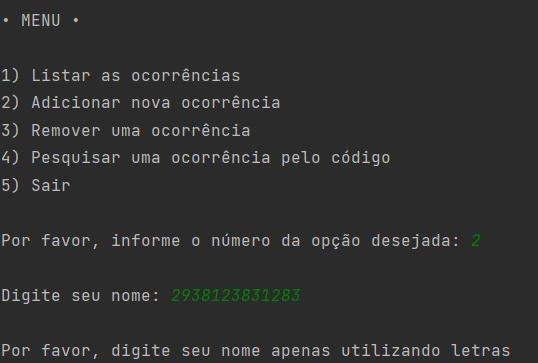 • MENU •
1) Listar as ocorrências
2) Adicionar nova ocorrência
3) Remover uma ocorrência
4) Pesquisar uma ocorrência pelo código
5) Sair
Por favor, informe o número da opção desejada: 2
Digite seu nome: 2938123831283
Por favor, digite seu nome apenas utilizando letras